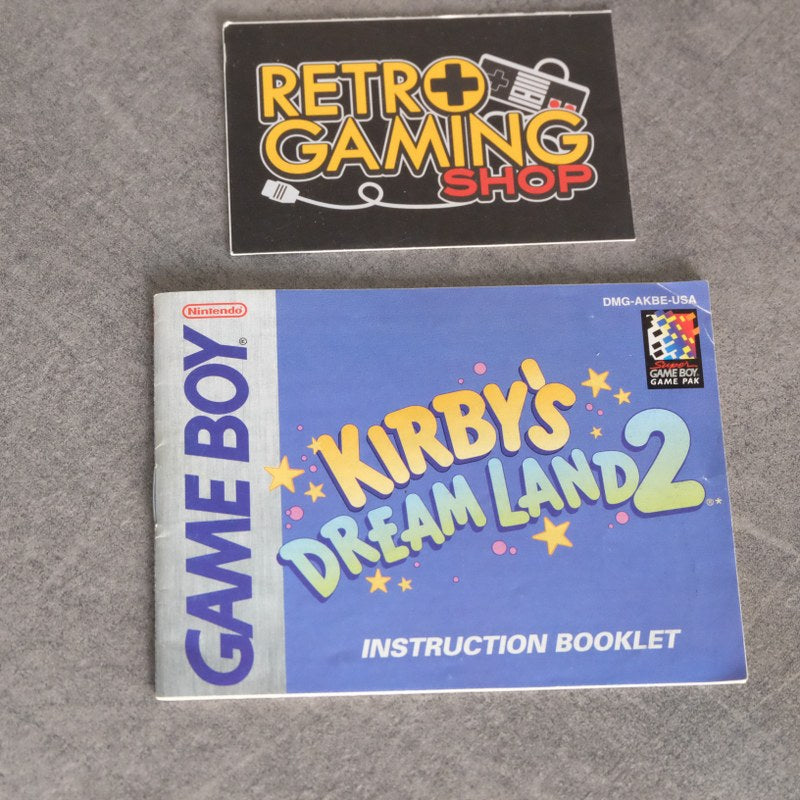 RETRO
GAMING
SHOP
Nintendo
GAME BOY®
DMG-AKBE-USA
Super
GAME BOY
GAME PAK
KIRBY'S
DREAM LAND 2®*
INSTRUCTION BOOKLET